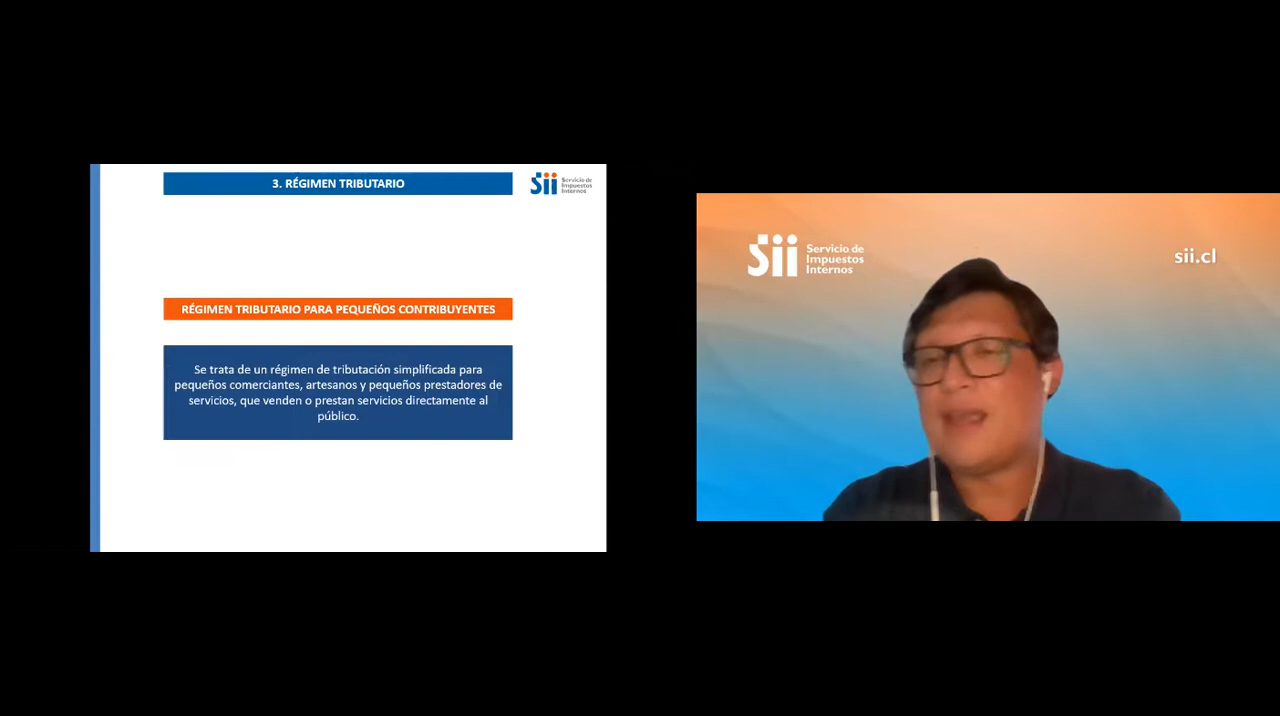 3. RÉGIMEN TRIBUTARIO
Sii
Servicio de
Impuestos
Internos
RÉGIMEN TRIBUTARIO PARA PEQUEÑOS CONTRIBUYENTES
Se trata de un régimen de tributación simplificada para
pequeños comerciantes, artesanos y pequeños prestadores de
servicios, que venden o prestan servicios directamente al
público.
Sii
Servicio de
Impuestos
Internos
sii.cl